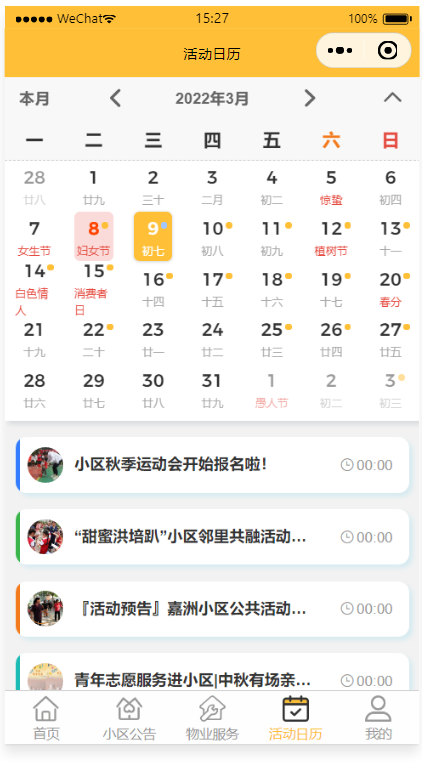 WeChat 15:27 100%
活动日历
本月 2022年3月
一 二 三 四 五 六 日
28 1 2 3 4 5 6
廿八 廿九 三十 二月 初二 惊蛰 初四
7 8 9 10 11 12 13
女生节 妇女节 初七 初八 初九 植树节 十一
14 15 16 17 18 19 20
白色情人 消费者日 十四 十五 十六 十七 春分
21 22 23 24 25 26 27
十九 二十 廿一 廿二 廿三 廿四 廿五
28 29 30 31 1 2 3
廿六 廿七 廿八 廿九 愚人节 初二 初三
小区秋季运动会开始报名啦! 00:00
“甜蜜洪培趴”小区邻里共融活动... 00:00
『活动预告』嘉洲小区公共活动... 00:00
青年志愿服务进小区|中秋有场亲... 00:00
首页 小区公告 物业服务 活动日历 我的